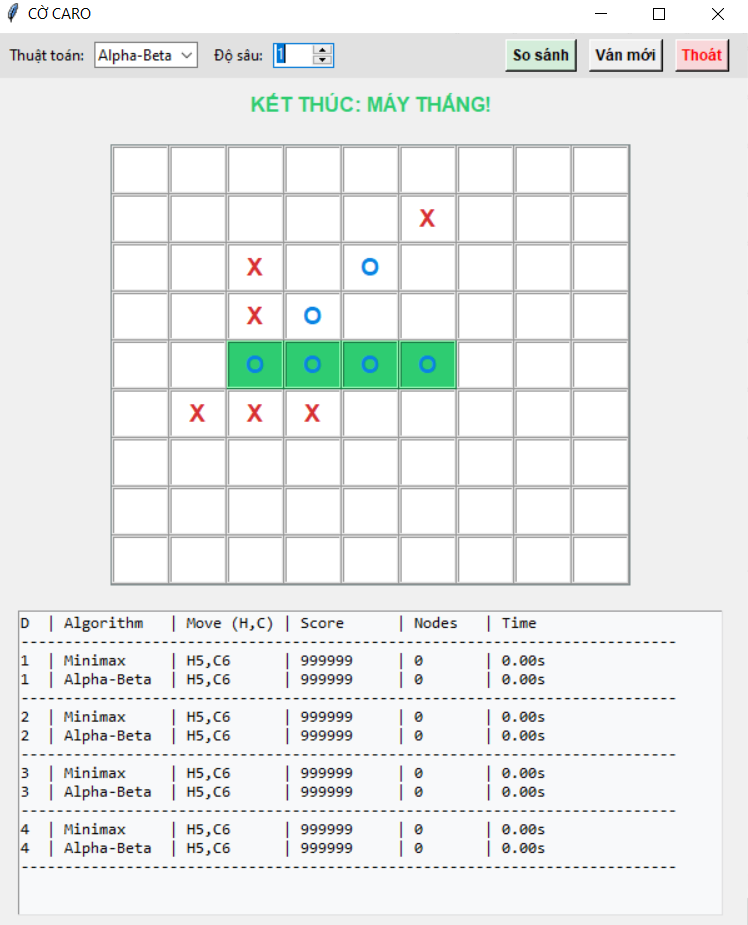 CỜ CARO
Thuật toán: Alpha-Beta Độ sâu: 1 So sánh Ván mới Thoát
KẾT THÚC: MÁY THẮNG!
X
X O
X O
O O O O
X X X
D | Algorithm | Move (H,C) | Score | Nodes | Time
---------------------------------------------------------------------------
1 | Minimax | H5,C6 | 999999 | 0 | 0.00s
1 | Alpha-Beta | H5,C6 | 999999 | 0 | 0.00s
---------------------------------------------------------------------------
2 | Minimax | H5,C6 | 999999 | 0 | 0.00s
2 | Alpha-Beta | H5,C6 | 999999 | 0 | 0.00s
---------------------------------------------------------------------------
3 | Minimax | H5,C6 | 999999 | 0 | 0.00s
3 | Alpha-Beta | H5,C6 | 999999 | 0 | 0.00s
---------------------------------------------------------------------------
4 | Minimax | H5,C6 | 999999 | 0 | 0.00s
4 | Alpha-Beta | H5,C6 | 999999 | 0 | 0.00s
---------------------------------------------------------------------------